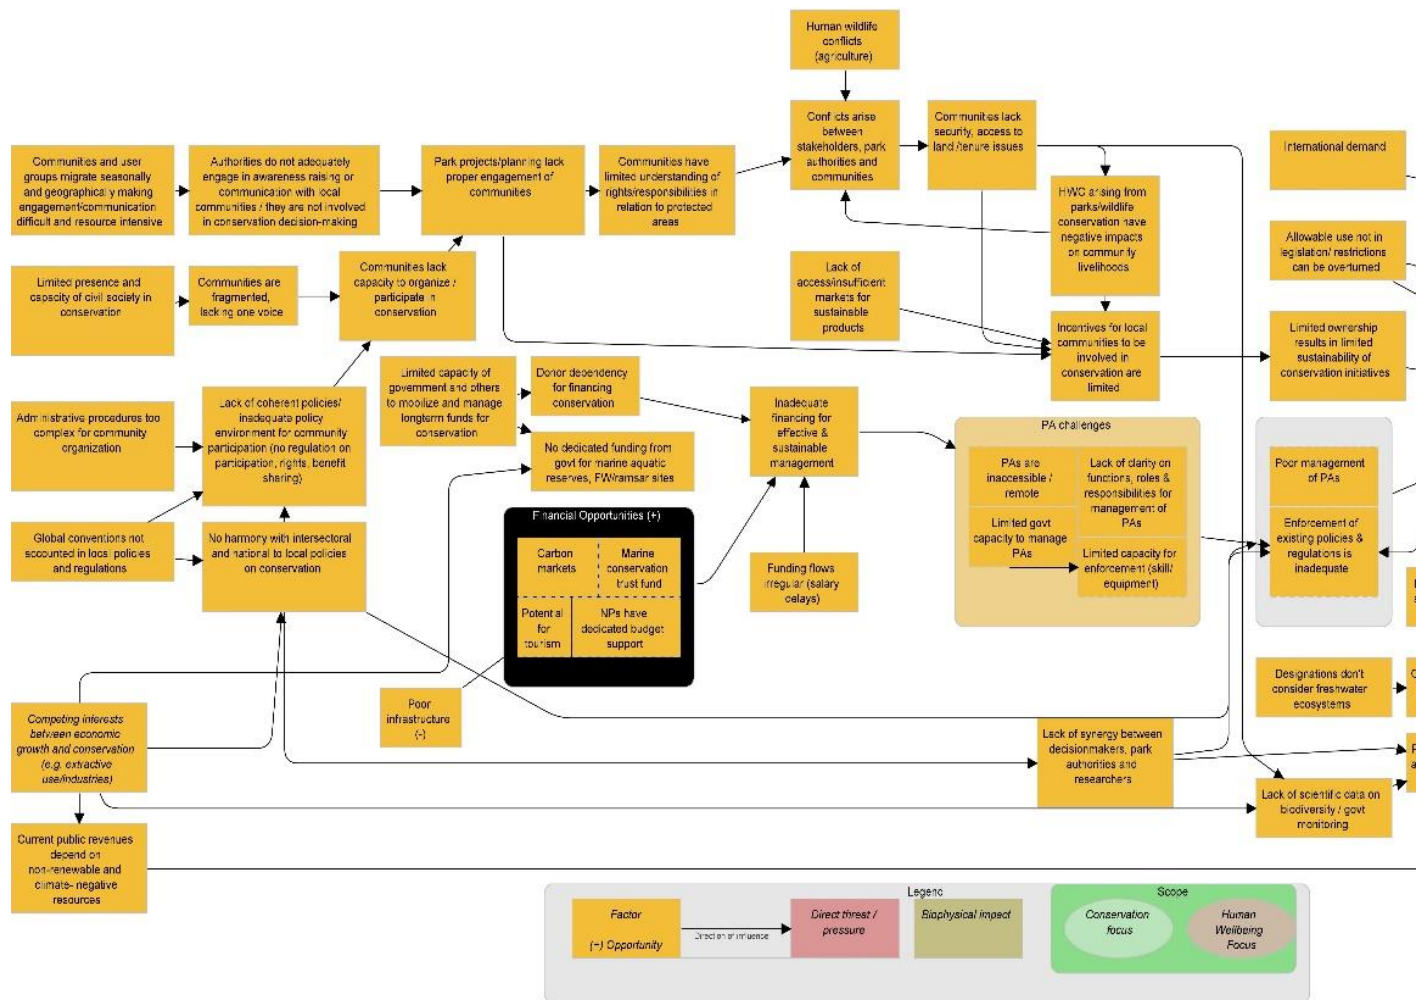 Human wildlife
conflicts
(agriculture)
Conflicts arise
between
stakeholders, park
authorities and
communities
Communities lack
security, access to
land /tenure issues
International demand
Communities and user
groups migrate seasonally
and geographically making
engagement/communication
difficult and resource intensive
Authorities do not adequately
engage in awareness raising or
communication with local
communities / they are not involved
in conservation decision-making
Park projects/planning lack
proper engagement of
communities
Communities have
limited understanding of
rights/responsibilities in
relation to protected
areas
HWC arising from
parks/wildlife
conservation have
negative impacts
on community
livelihoods
Allowable use not in
legislation/ restrictions
can be overturned
Limited presence and
capacity of civil society in
conservation
Communities are
fragmented,
lacking one voice
Communities lack
capacity to organize /
participate in
conservation
Lack of
access/insufficient
markets for
sustainable
products
Incentives for local
communities to be
involved in
conservation are
limited
Limited ownership
results in limited
sustainability of
conservation initiatives
Administrative procedures too
complex for community
organization
Lack of coherent policies/
inadequate policy
environment for community
participation (no regulation on
participation, rights, benefit
sharing)
Limited capacity of
government and others
to mobilize and manage
longterm funds for
conservation
Donor dependency
for financing
conservation
No dedicated funding from
govt for marine aquatic
reserves, FW/ramsar sites
Inadequate
financing for
effective &
sustainable
management
PA challenges
PAs are
inaccessible /
remote
Lack of clarity on
functions, roles &
responsibilities for
management of
PAs
Limited govt
capacity to manage
PAs
Limited capacity for
enforcement (skill/
equipment)
Poor management
of PAs
Enforcement of
existing policies &
regulations is
inadequate
Global conventions not
accounted in local policies
and regulations
No harmony with intersectoral
and national to local policies
on conservation
Financial Opportunities (+)
Carbon
markets
Marine
conservation
trust fund
Potential
for
tourism
NPs have
dedicated budget
support
Funding flows
irregular (salary
delays)
Poor
infrastructure
(-)
Designations don't
consider freshwater
ecosystems
Competing interests
between economic
growth and conservation
(e.g. extractive
use/industries)
Lack of synergy between
decisionmakers, park
authorities and
researchers
Lack of scientific data on
biodiversity / govt
monitoring
Current public revenues
depend on
non-renewable and
climate- negative
resources
Legend
Factor
(+) Opportunity
Direction of influence
Direct threat /
pressure
Biophysical impact
Scope
Conservation
focus
Human
Wellbeing
Focus